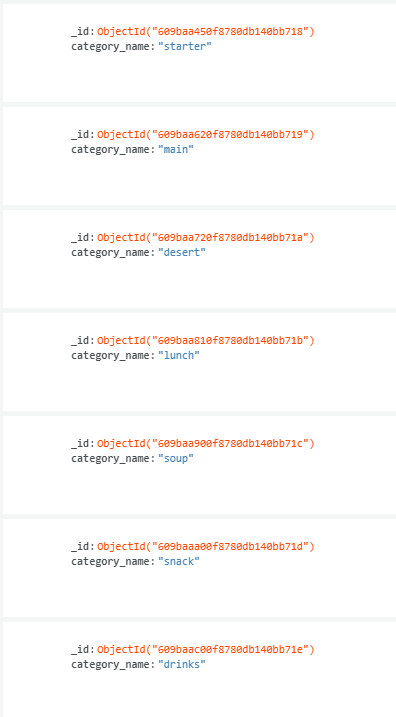 _id: ObjectId("609baa450f8780db140bb718")
category_name: "starter"
_id: ObjectId("609baa620f8780db140bb719")
category_name: "main"
_id: ObjectId("609baa720f8780db140bb71a")
category_name: "desert"
_id: ObjectId("609baa810f8780db140bb71b")
category_name: "lunch"
_id: ObjectId("609baa900f8780db140bb71c")
category_name: "soup"
_id: ObjectId("609baaa00f8780db140bb71d")
category_name: "snack"
_id: ObjectId("609baac00f8780db140bb71e")
category_name: "drinks"